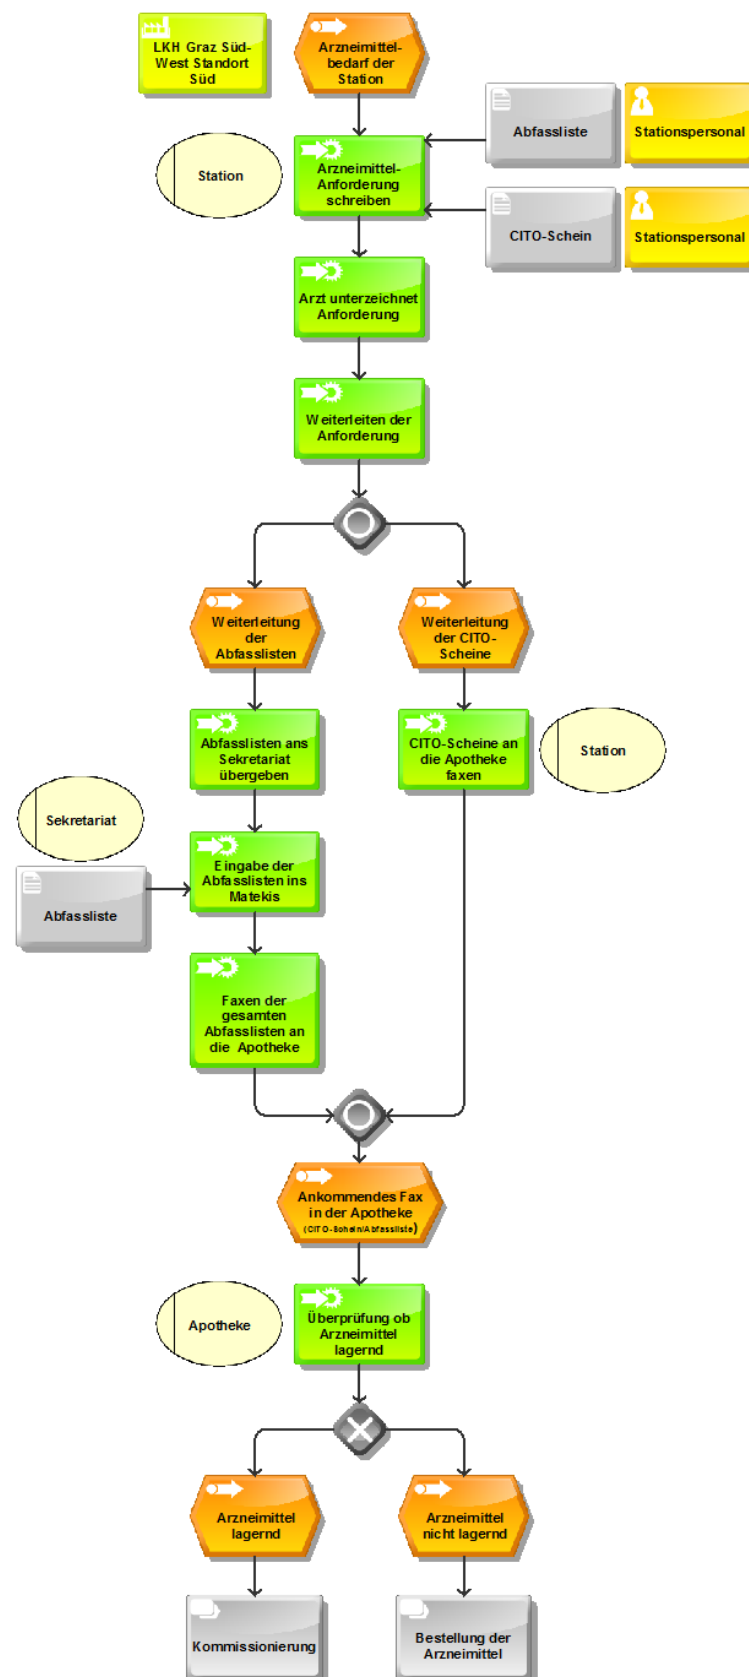 LKH Graz Süd-
West Standort
Süd
Arzneimittel-
bedarf der
Station
Station
Arzneimittel-
Anforderung
schreiben
Abfassliste
Stationspersonal
CITO-Schein
Stationspersonal
Arzt unterzeichnet
Anforderung
Weiterleiten der
Anforderung
Weiterleitung
der
Abfasslisten
Weiterleitung
der CITO-
Scheine
Abfasslisten ans
Sekretariat
übergeben
CITO-Scheine an
die Apotheke
faxen
Station
Sekretariat
Abfassliste
Eingabe der
Abfasslisten ins
Matekis
Faxen der
gesamten
Abfasslisten an
die Apotheke
Ankommendes Fax
in der Apotheke
(CITO-Schein/Abfassliste)
Apotheke
Überprüfung ob
Arzneimittel
lagernd
Arzneimittel
lagernd
Arzneimittel
nicht lagernd
Kommissionierung
Bestellung der
Arzneimittel